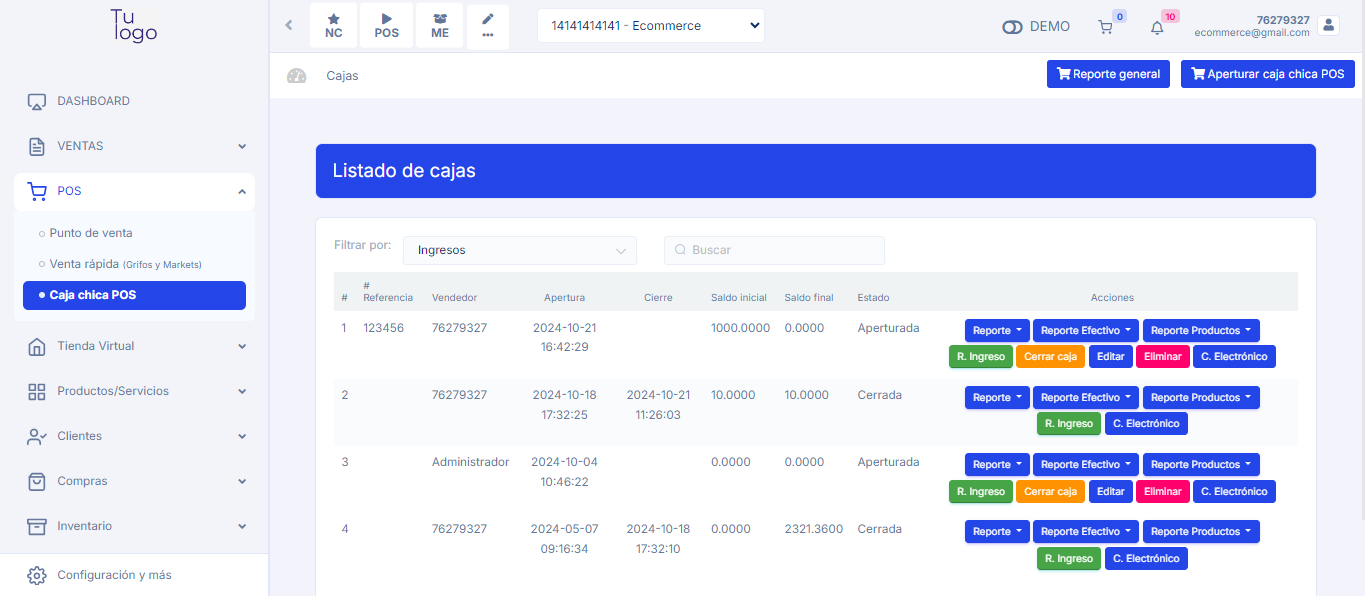 Tu
logo
NC
POS
ME
...
14141414141 - Ecommerce
DEMO
0
10
76279327
ecommerce@gmail.com
DASHBOARD
VENTAS
POS
Punto de venta
Venta rápida (Grifos y Markets)
Caja chica POS
Tienda Virtual
Productos/Servicios
Clientes
Compras
Inventario
Configuración y más
Cajas
Reporte general
Aperturar caja chica POS
Listado de cajas
Filtrar por:
Ingresos
Buscar
# # Referencia Vendedor Apertura Cierre Saldo inicial Saldo final Estado Acciones
1 123456 76279327 2024-10-21 1000.0000 0.0000 Aperturada Reporte Reporte Efectivo Reporte Productos
16:42:29 R. Ingreso Cerrar caja Editar Eliminar C. Electrónico
2 76279327 2024-10-18 2024-10-21 10.0000 10.0000 Cerrada Reporte Reporte Efectivo Reporte Productos
17:32:25 11:26:03 R. Ingreso C. Electrónico
3 Administrador 2024-10-04 0.0000 0.0000 Aperturada Reporte Reporte Efectivo Reporte Productos
10:46:22 R. Ingreso Cerrar caja Editar Eliminar C. Electrónico
4 76279327 2024-05-07 2024-10-18 0.0000 2321.3600 Cerrada Reporte Reporte Efectivo Reporte Productos
09:16:34 17:32:10 R. Ingreso C. Electrónico